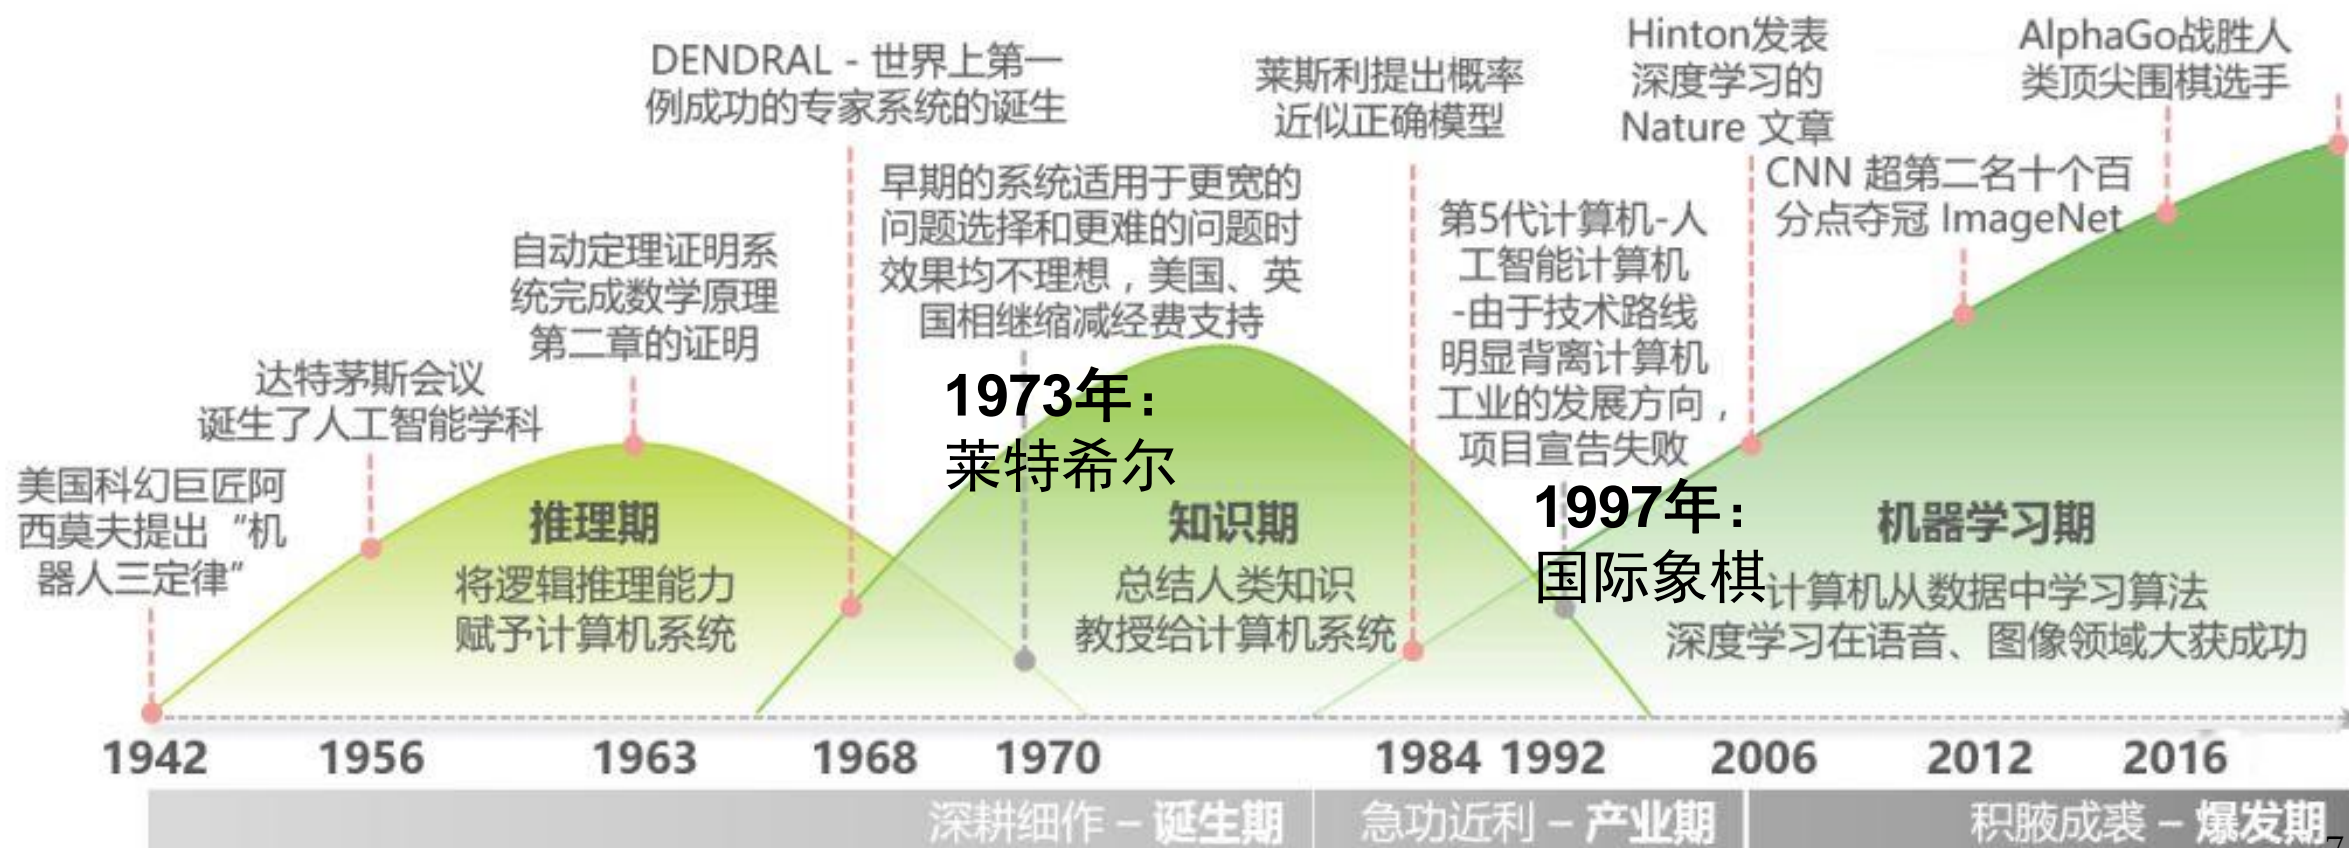 美国科幻巨匠阿
西莫夫提出“机
器人三定律”
达特茅斯会议
诞生了人工智能学科
自动定理证明系
统完成数学原理
第二章的证明
DENDRAL - 世界上第一
例成功的专家系统的诞生
早期的系统适用于更宽的
问题选择和更难的问题时
效果均不理想，美国、英
国相继缩减经费支持
1973年：
莱特希尔
莱斯利提出概率
近似正确模型
第5代计算机-人
工智能计算机
-由于技术路线
明显背离计算机
工业的发展方向，
项目宣告失败
1997年：
国际象棋
Hinton发表
深度学习的
Nature 文章
CNN 超第二名十个百
分点夺冠 ImageNet
AlphaGo战胜人
类顶尖围棋选手
推理期
将逻辑推理能力
赋予计算机系统
知识期
总结人类知识
教授给计算机系统
机器学习期
计算机从数据中学习算法
深度学习在语音、图像领域大获成功
1942 1956 1963 1968 1970 1984 1992 2006 2012 2016
深耕细作 – 诞生期 急功近利 – 产业期 积腋成裘 – 爆发期
7